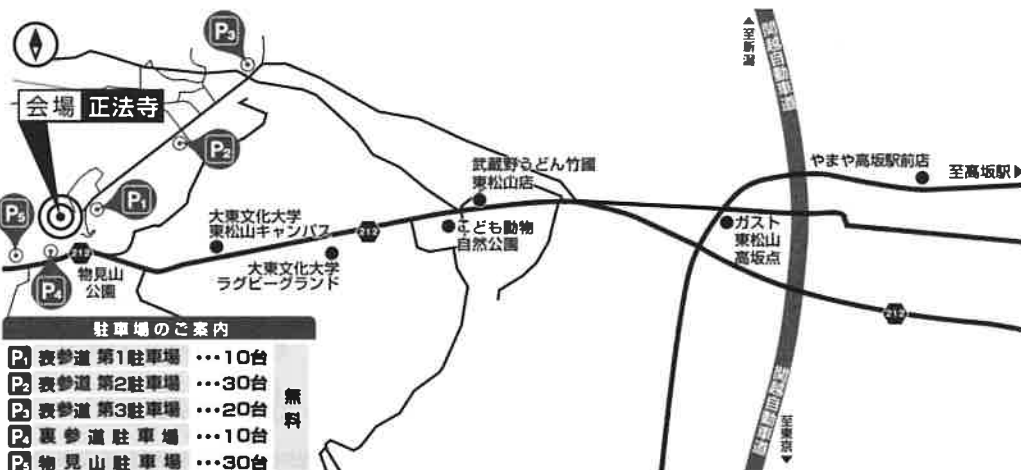 P3
▲至新潟
関越自動車道
会場 正法寺
P2
武蔵野うどん竹國
東松山店
やまや高坂駅前店
至高坂駅▶
P5
P1
大東文化大学
東松山キャンパス
212
こども動物
自然公園
ガスト
東松山
高坂点
212
物見山
公園
大東文化大学
ラグビーグランド
P4
212
駐車場のご案内
P1 表参道 第1駐車場 ・・・10台
P2 表参道 第2駐車場 ・・・30台
P3 表参道 第3駐車場 ・・・20台
P4 裏参道駐車場 ・・・10台
P5 物見山駐車場 ・・・30台
無料
関越自動車道
至東京▼